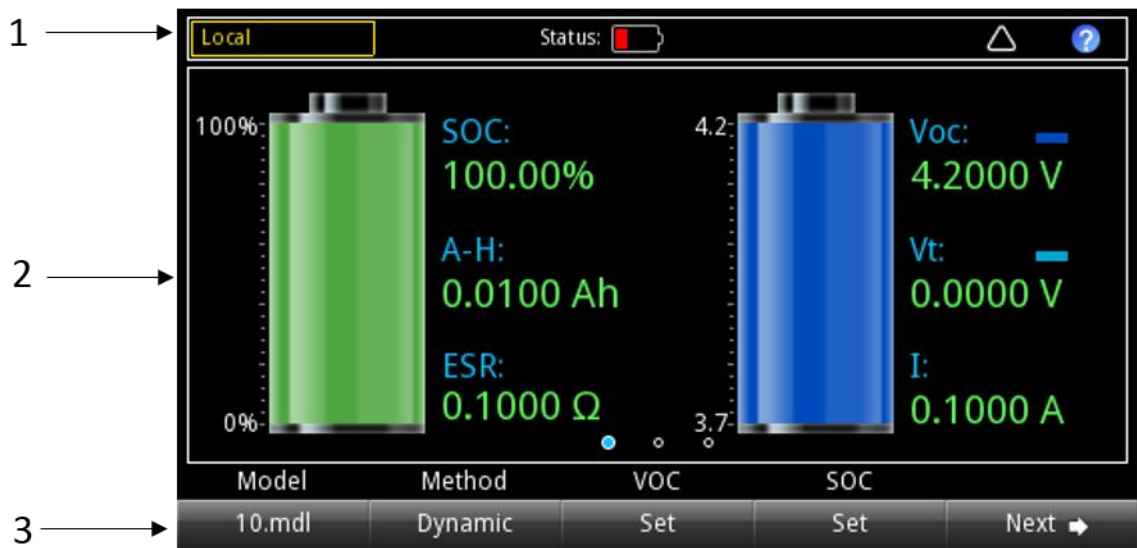 1
Local
Status:
?
100%
SOC:
100.00%
4.2
Voc:
4.2000 V
2
A-H:
0.0100 Ah
Vt:
0.0000 V
ESR:
0.1000 Ω
0%
3.7
I:
0.1000 A
Model Method VOC SOC
3
10.mdl Dynamic Set Set Next